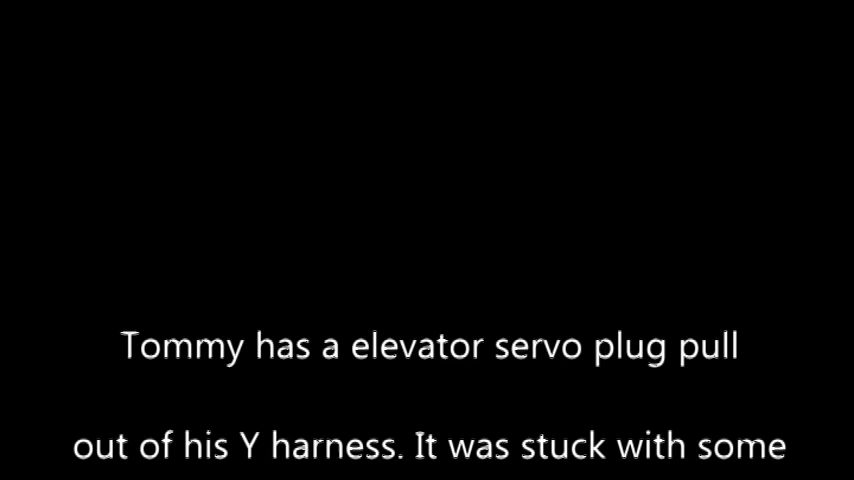 Tommy has a elevator servo plug pull
out of his Y harness. It was stuck with some